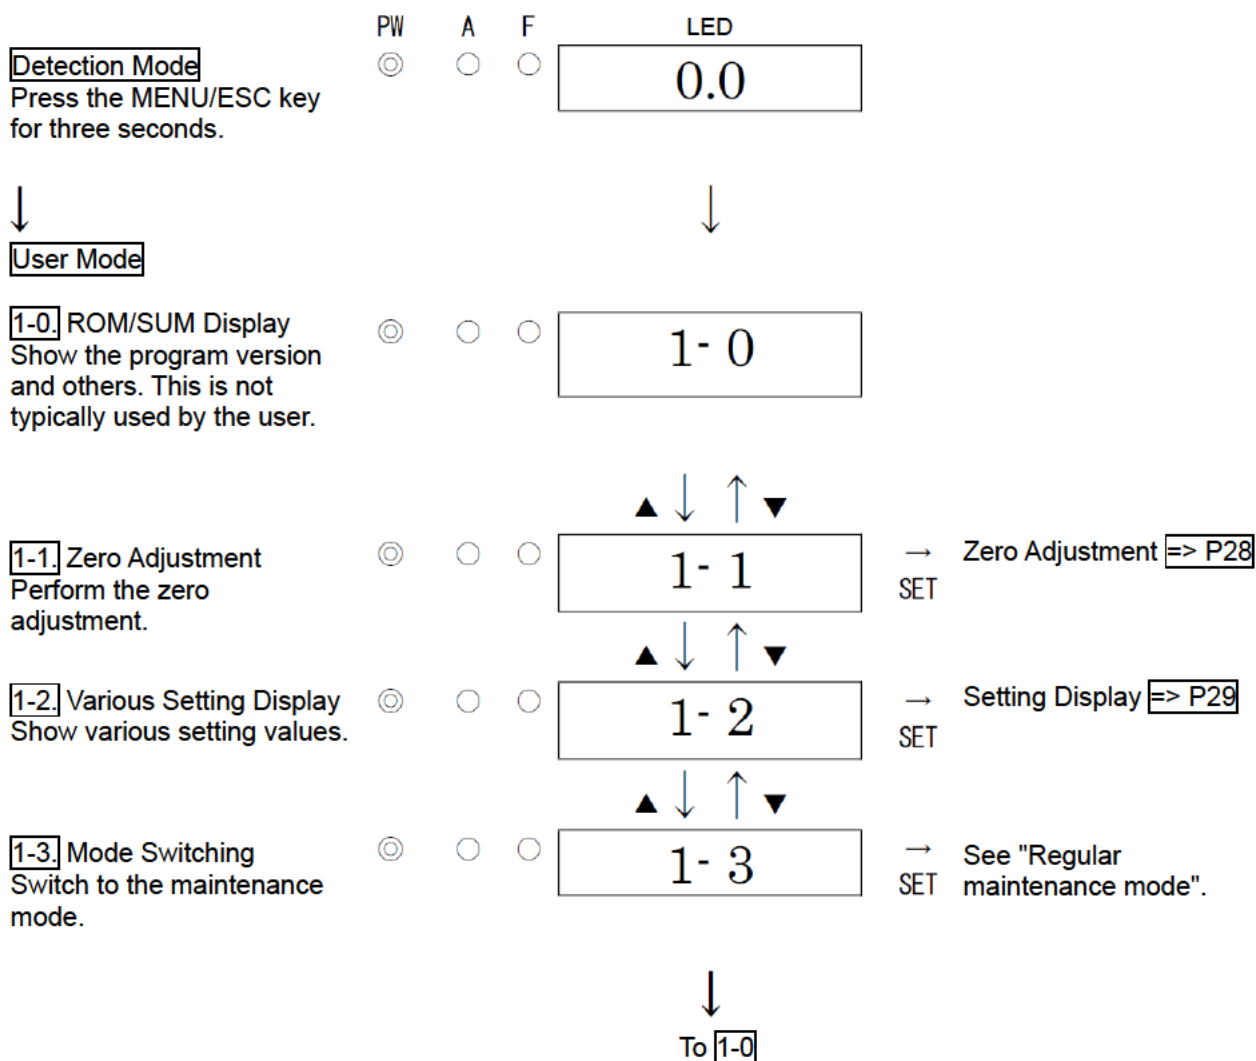 PW A F LED
Detection Mode
Press the MENU/ESC key
for three seconds.
0.0
User Mode
1-0. ROM/SUM Display
Show the program version
and others. This is not
typically used by the user.
1- 0
▲ ↓ ↑ ▼
1-1. Zero Adjustment
Perform the zero
adjustment.
1- 1
→ Zero Adjustment => P28
SET
▲ ↓ ↑ ▼
1-2. Various Setting Display
Show various setting values.
1- 2
→ Setting Display => P29
SET
▲ ↓ ↑ ▼
1-3. Mode Switching
Switch to the maintenance
mode.
1- 3
→ See "Regular
SET maintenance mode".
To 1-0